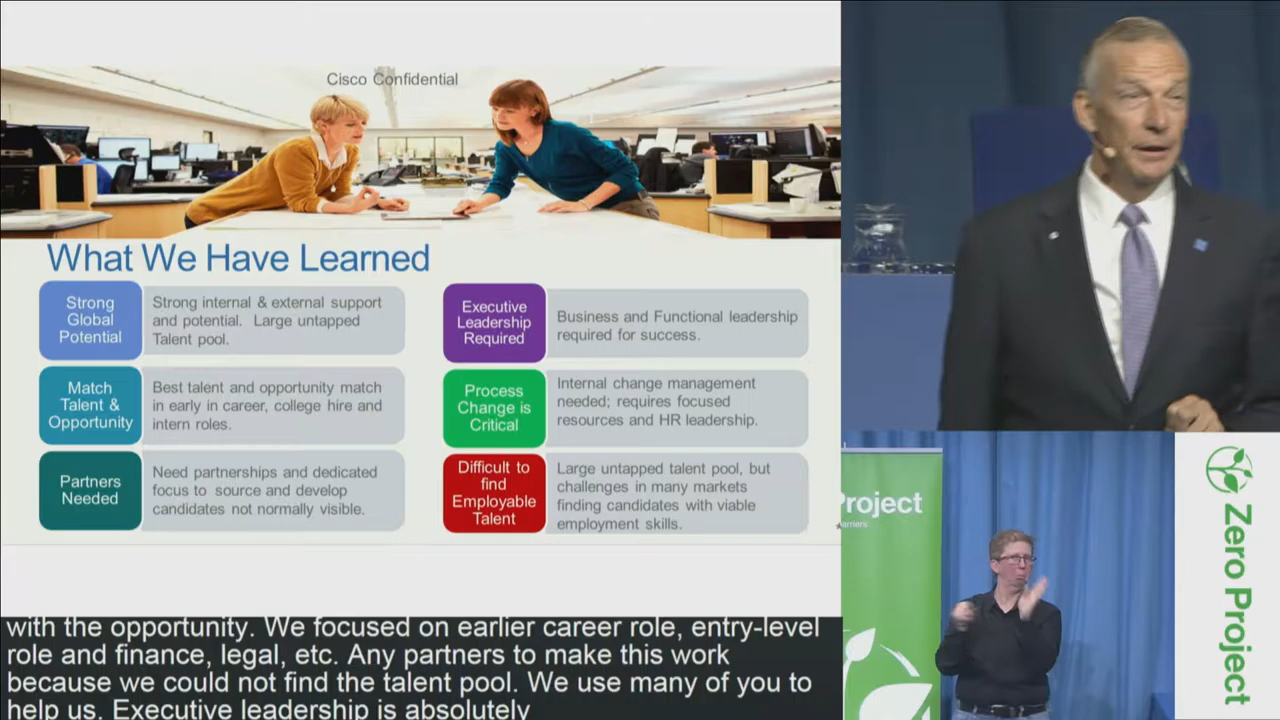 Cisco Confidential
What We Have Learned
Strong
Global
Potential
Strong internal & external support
and potential. Large untapped
Talent pool.
Match
Talent &
Opportunity
Best talent and opportunity match
in early in career, college hire and
intern roles.
Partners
Needed
Need partnerships and dedicated
focus to source and develop
candidates not normally visible.
Executive
Leadership
Required
Business and Functional leadership
required for success.
Process
Change is
Critical
Internal change management
needed; requires focused
resources and HR leadership.
Difficult to
find
Employable
Talent
Large untapped talent pool, but
challenges in many markets
finding candidates with viable
employment skills.
with the opportunity. We focused on earlier career role, entry-level
role and finance, legal, etc. Any partners to make this work
because we could not find the talent pool. We use many of you to
help us. Executive leadership is absolutely
Project
arriers
Zero Project